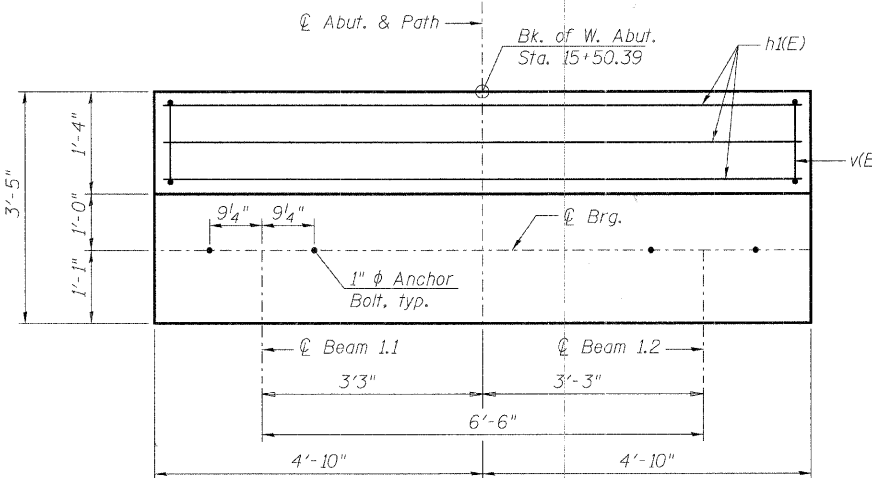 ℄ Abut. & Path
Bk. of W. Abut.
Sta. 15+50.39
h1(E)
3'-5"
1'-4"
1'-0"
1'-1"
v(E
9¼"
9¼"
℄ Brg.
1" ϕ Anchor
Bolt, typ.
℄ Beam 1.1
℄ Beam 1.2
3'3"
3'-3"
6'-6"
4'-10"
4'-10"